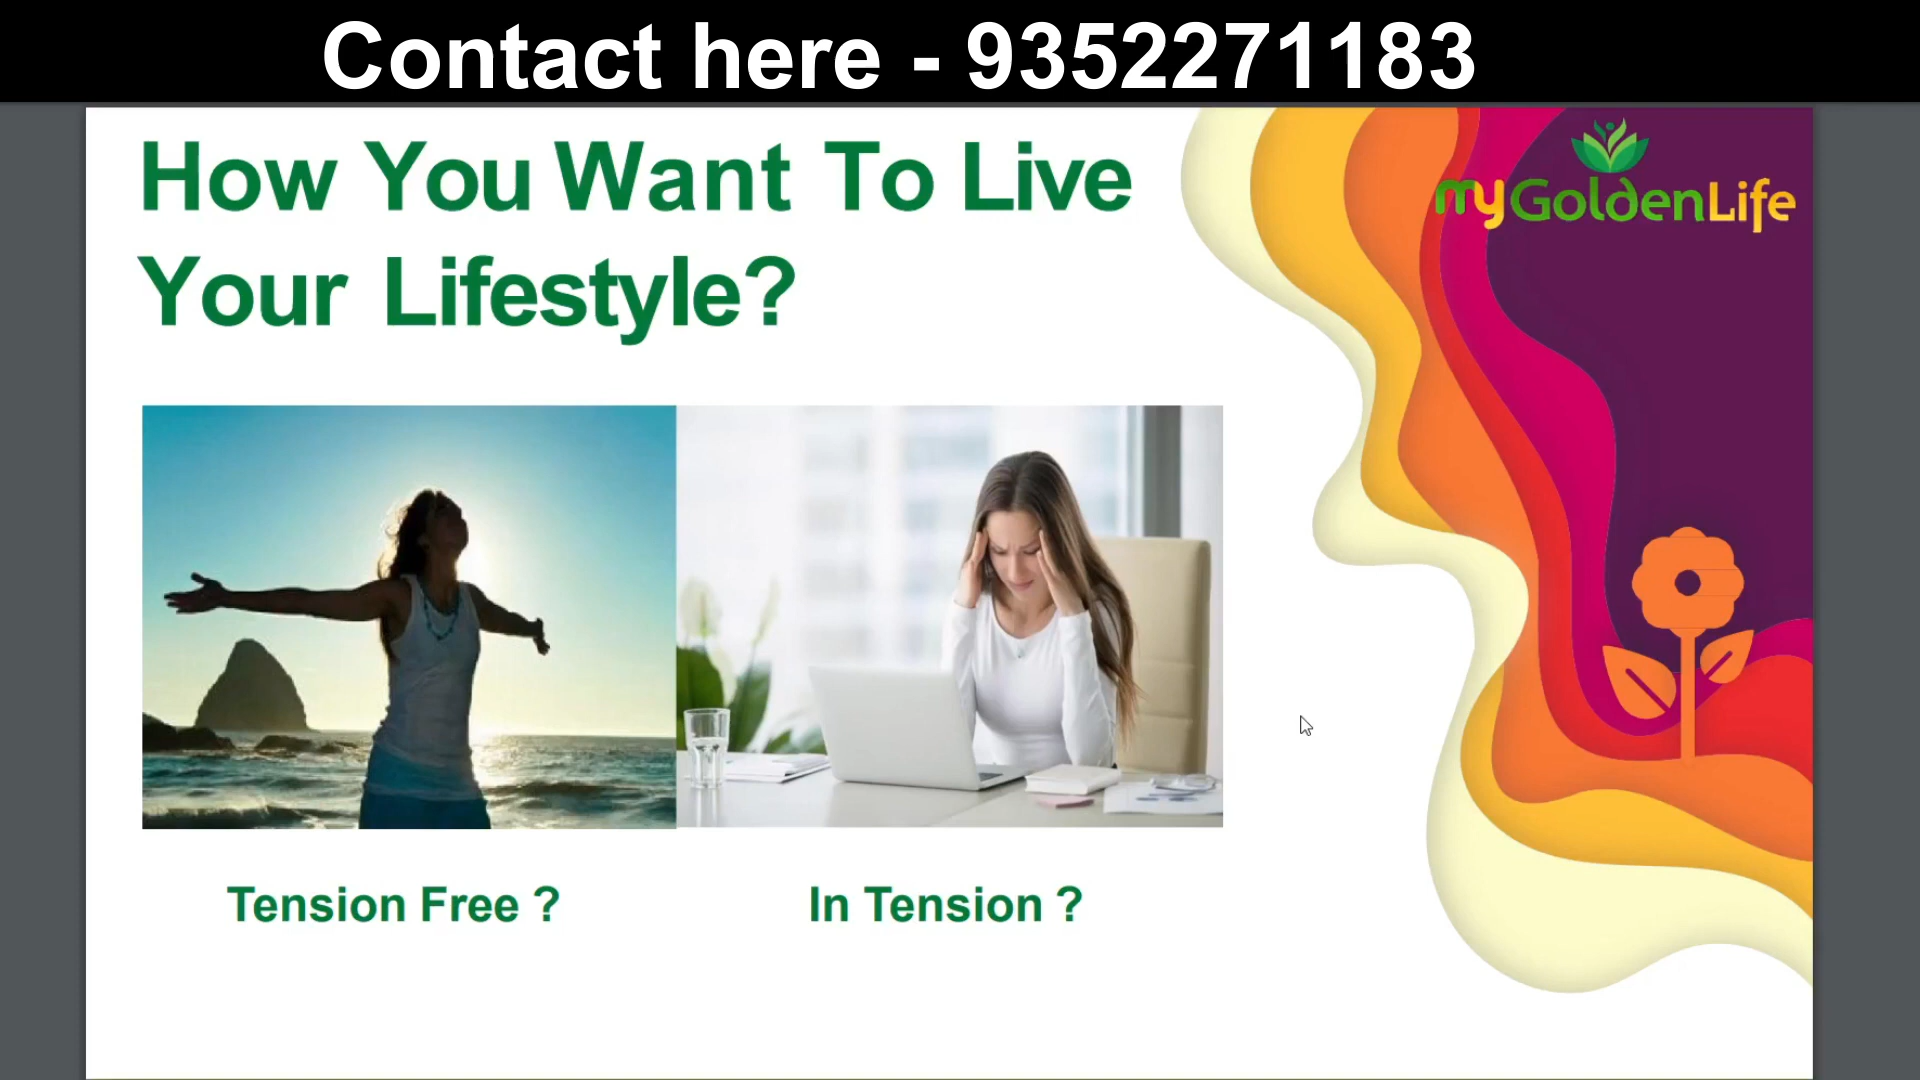 Contact here - 9352271183
How You Want To Live
Your Lifestyle?
myGoldenLife
Tension Free ?
In Tension ?